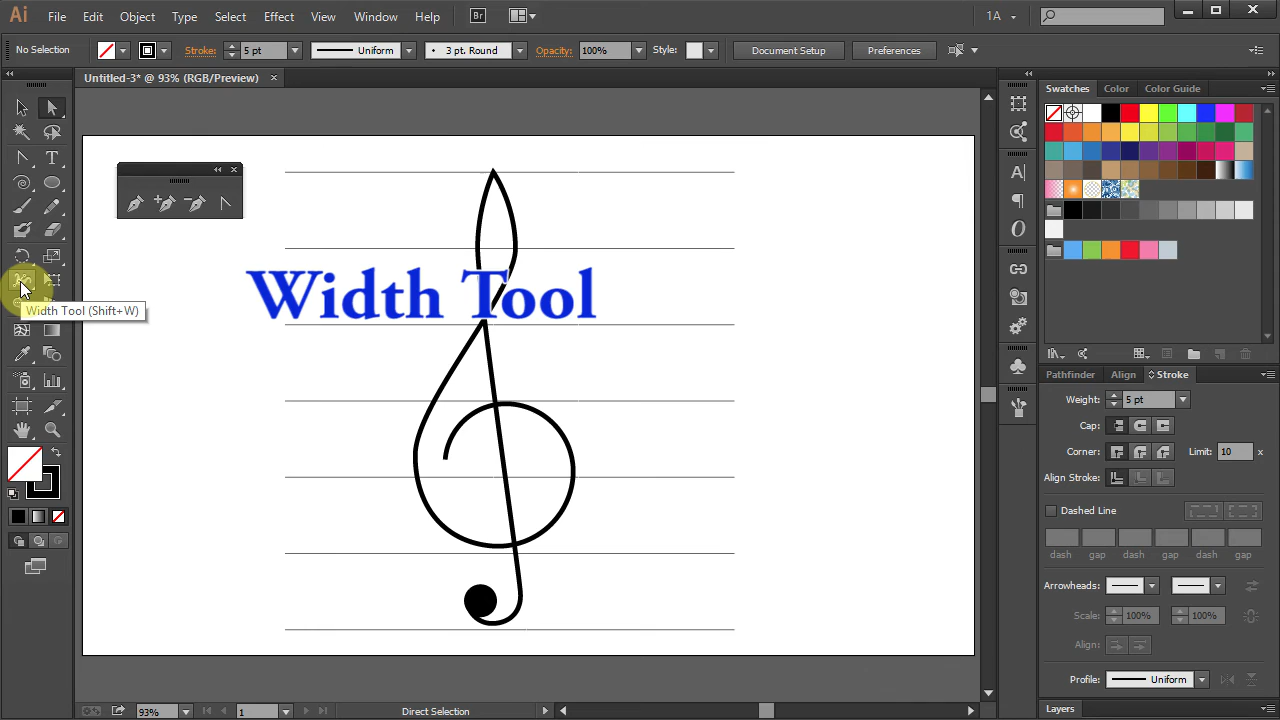 Ai File Edit Object Type Select Effect View Window Help Br 1A
No Selection Stroke: 5 pt Uniform 3 pt. Round Opacity: 100% Style: Document Setup Preferences
Untitled-3* @ 93% (RGB/Preview)
Swatches Color Color Guide
Width Tool
Width Tool (Shift+W)
Pathfinder Align Stroke
Weight: 5 pt
Cap:
Corner: Limit: 10 x
Align Stroke:
Dashed Line
dash gap dash gap dash gap
Arrowheads:
Scale: 100% 100%
Align:
Profile: Uniform
Layers
93% 1 Direct Selection